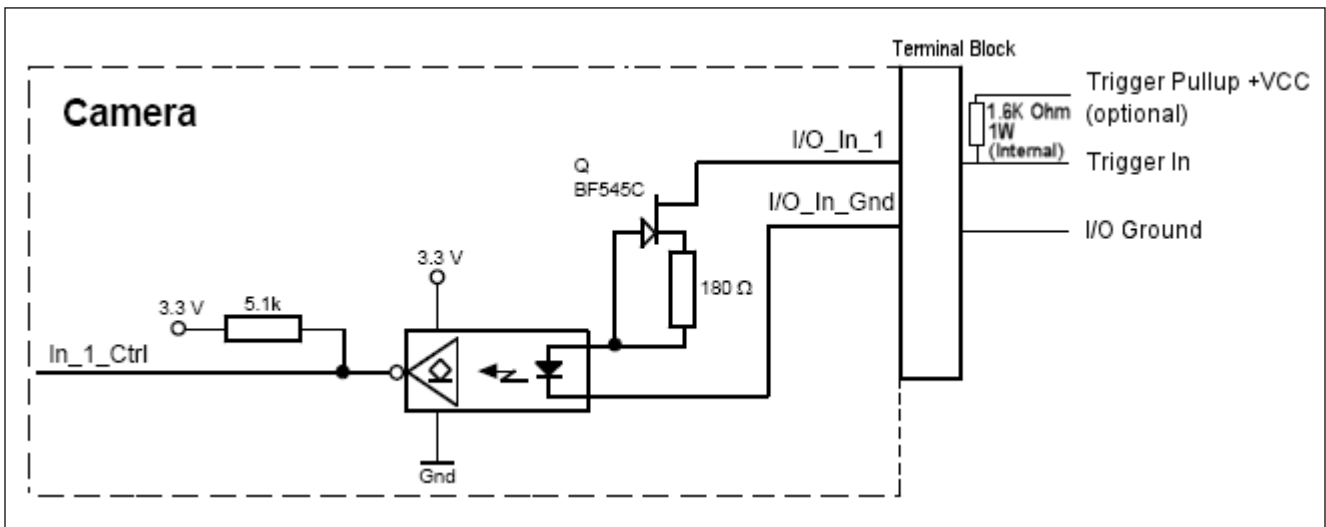 Terminal Block
Trigger Pullup +VCC
(optional)
1.6K Ohm
1W
(Internal)
Camera
I/O_In_1
Trigger In
Q
BF545C
I/O_In_Gnd
I/O Ground
3.3 V
180 Ω
3.3 V
5.1k
In_1_Ctrl
Gnd